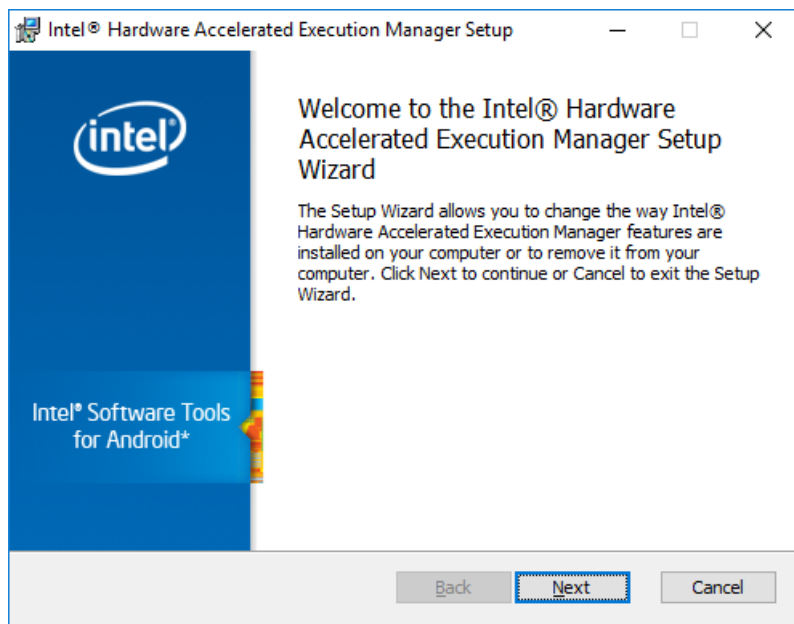 Intel® Hardware Accelerated Execution Manager Setup
intel®
Welcome to the Intel® Hardware
Accelerated Execution Manager Setup
Wizard
The Setup Wizard allows you to change the way Intel®
Hardware Accelerated Execution Manager features are
installed on your computer or to remove it from your
computer. Click Next to continue or Cancel to exit the Setup
Wizard.
Intel® Software Tools
for Android*
Back
Next
Cancel